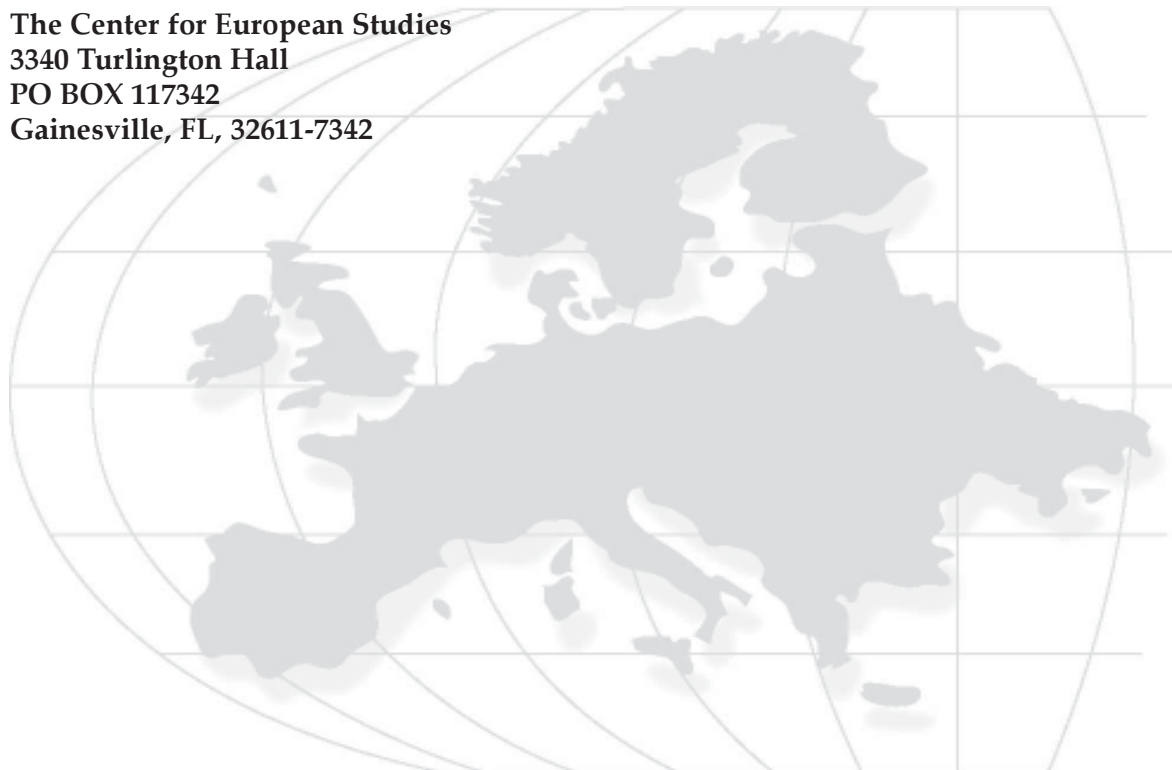 The Center for European Studies
3340 Turlington Hall
PO BOX 117342
Gainesville, FL, 32611-7342